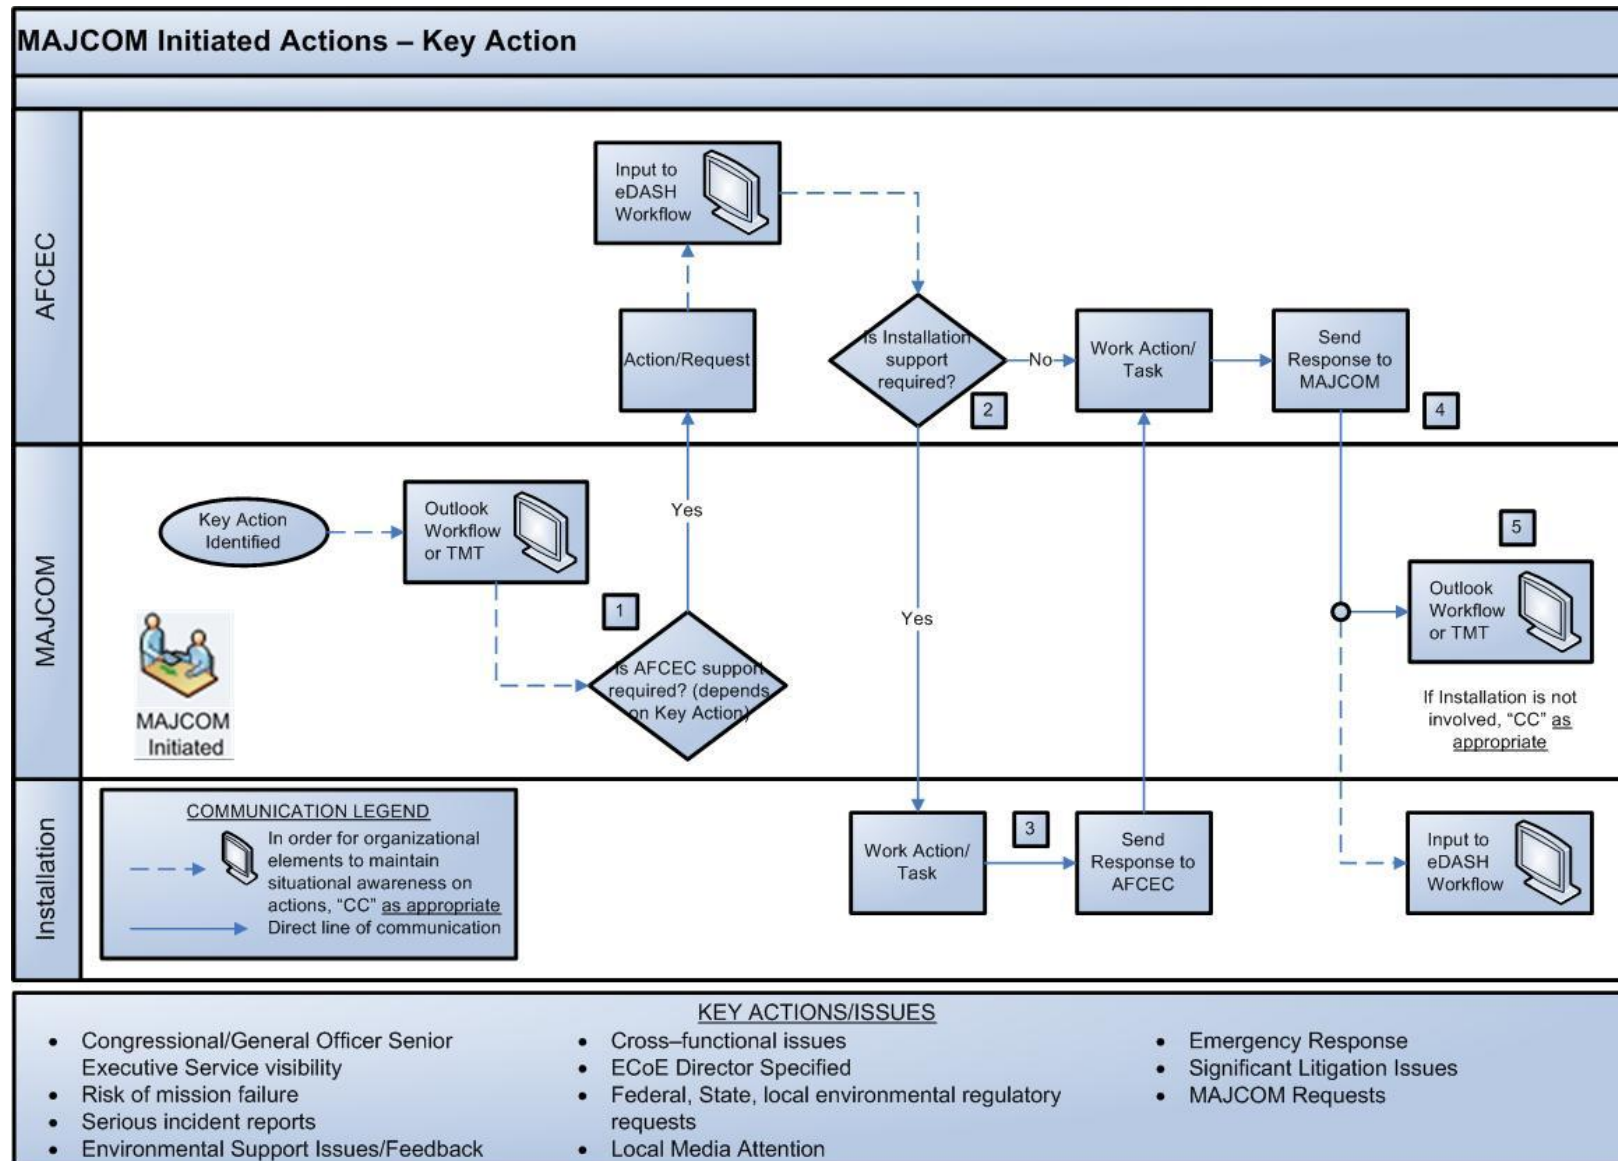 MAJCOM Initiated Actions – Key Action
AFCEC
Input to
eDASH
Workflow
Action/Request
Is Installation
support
required?
No
2
Work Action/
Task
Send
Response to
MAJCOM
4
MAJCOM
Key Action
Identified
Outlook
Workflow
or TMT
Yes
1
Is AFCEC support
required? (depends
on Key Action)
Yes
5
Outlook
Workflow
or TMT
If Installation is not
involved, “CC” as
appropriate
MAJCOM
Initiated
Installation
COMMUNICATION LEGEND
In order for organizational
elements to maintain
situational awareness on
actions, “CC” as appropriate
Direct line of communication
Work Action/
Task
3
Send
Response to
AFCEC
Input to
eDASH
Workflow
KEY ACTIONS/ISSUES
• Congressional/General Officer Senior
Executive Service visibility
• Risk of mission failure
• Serious incident reports
• Environmental Support Issues/Feedback
• Cross–functional issues
• ECoE Director Specified
• Federal, State, local environmental regulatory
requests
• Local Media Attention
• Emergency Response
• Significant Litigation Issues
• MAJCOM Requests